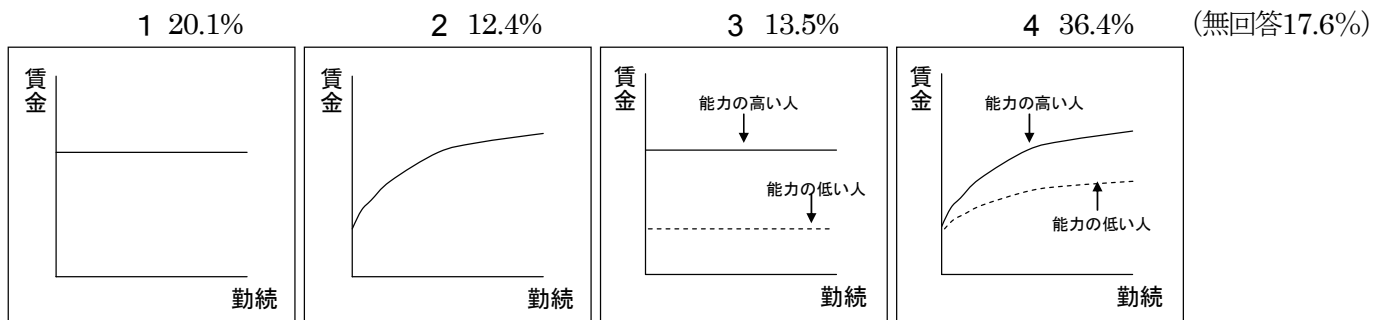 1 20.1%
2 12.4%
3 13.5%
4 36.4%
(無回答17.6%)
賃金
勤続
賃金
勤続
賃金
能力の高い人
能力の低い人
勤続
賃金
能力の高い人
能力の低い人
勤続